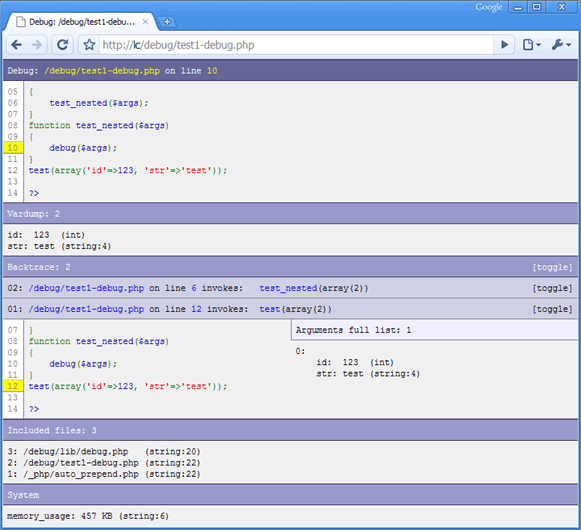 Google
Debug: /debug/test1-debu...
http://lc/debug/test1-debug.php
Debug: /debug/test1-debug.php on line 10
05 {
06     test_nested($args);
07 }
08 function test_nested($args)
09 {
10     debug($args);
11 }
12 test(array('id'=>123, 'str'=>'test'));
13
14 ?>
Vardump: 2
id:  123  (int)
str: test (string:4)
Backtrace: 2 [toggle]
02: /debug/test1-debug.php on line 6 invokes:   test_nested(array(2)) [toggle]
01: /debug/test1-debug.php on line 12 invokes:  test(array(2)) [toggle]
07 }
08 function test_nested($args)
09 {
10     debug($args);
11 }
12 test(array('id'=>123, 'str'=>'test'));
13
14 ?>
Arguments full list: 1
0:
id:  123  (int)
str: test (string:4)
Included files: 3
3: /debug/lib/debug.php   (string:20)
2: /debug/test1-debug.php (string:22)
1: /_php/auto_prepend.php (string:22)
System
memory_usage: 457 KB (string:6)